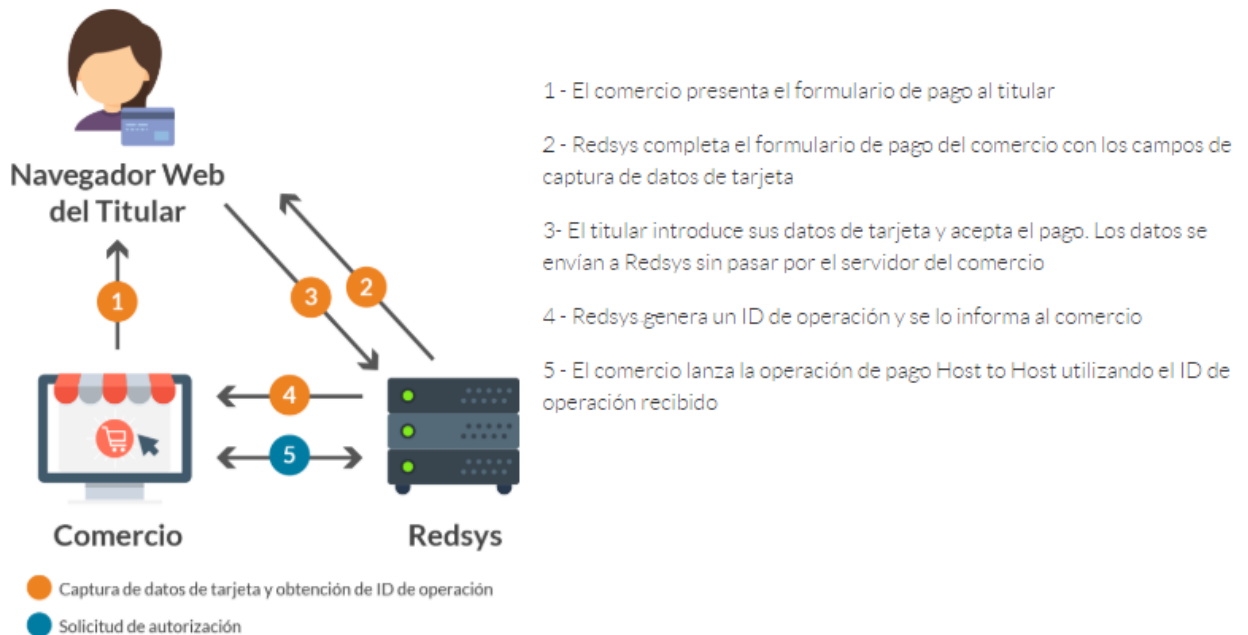 Navegador Web
del Titular
1
2
3
4
5
Comercio
Redsys
Captura de datos de tarjeta y obtención de ID de operación
Solicitud de autorización
1 - El comercio presenta el formulario de pago al titular
2 - Redsys completa el formulario de pago del comercio con los campos de
captura de datos de tarjeta
3- El titular introduce sus datos de tarjeta y acepta el pago. Los datos se
envían a Redsys sin pasar por el servidor del comercio
4 - Redsys genera un ID de operación y se lo informa al comercio
5 - El comercio lanza la operación de pago Host to Host utilizando el ID de
operación recibido